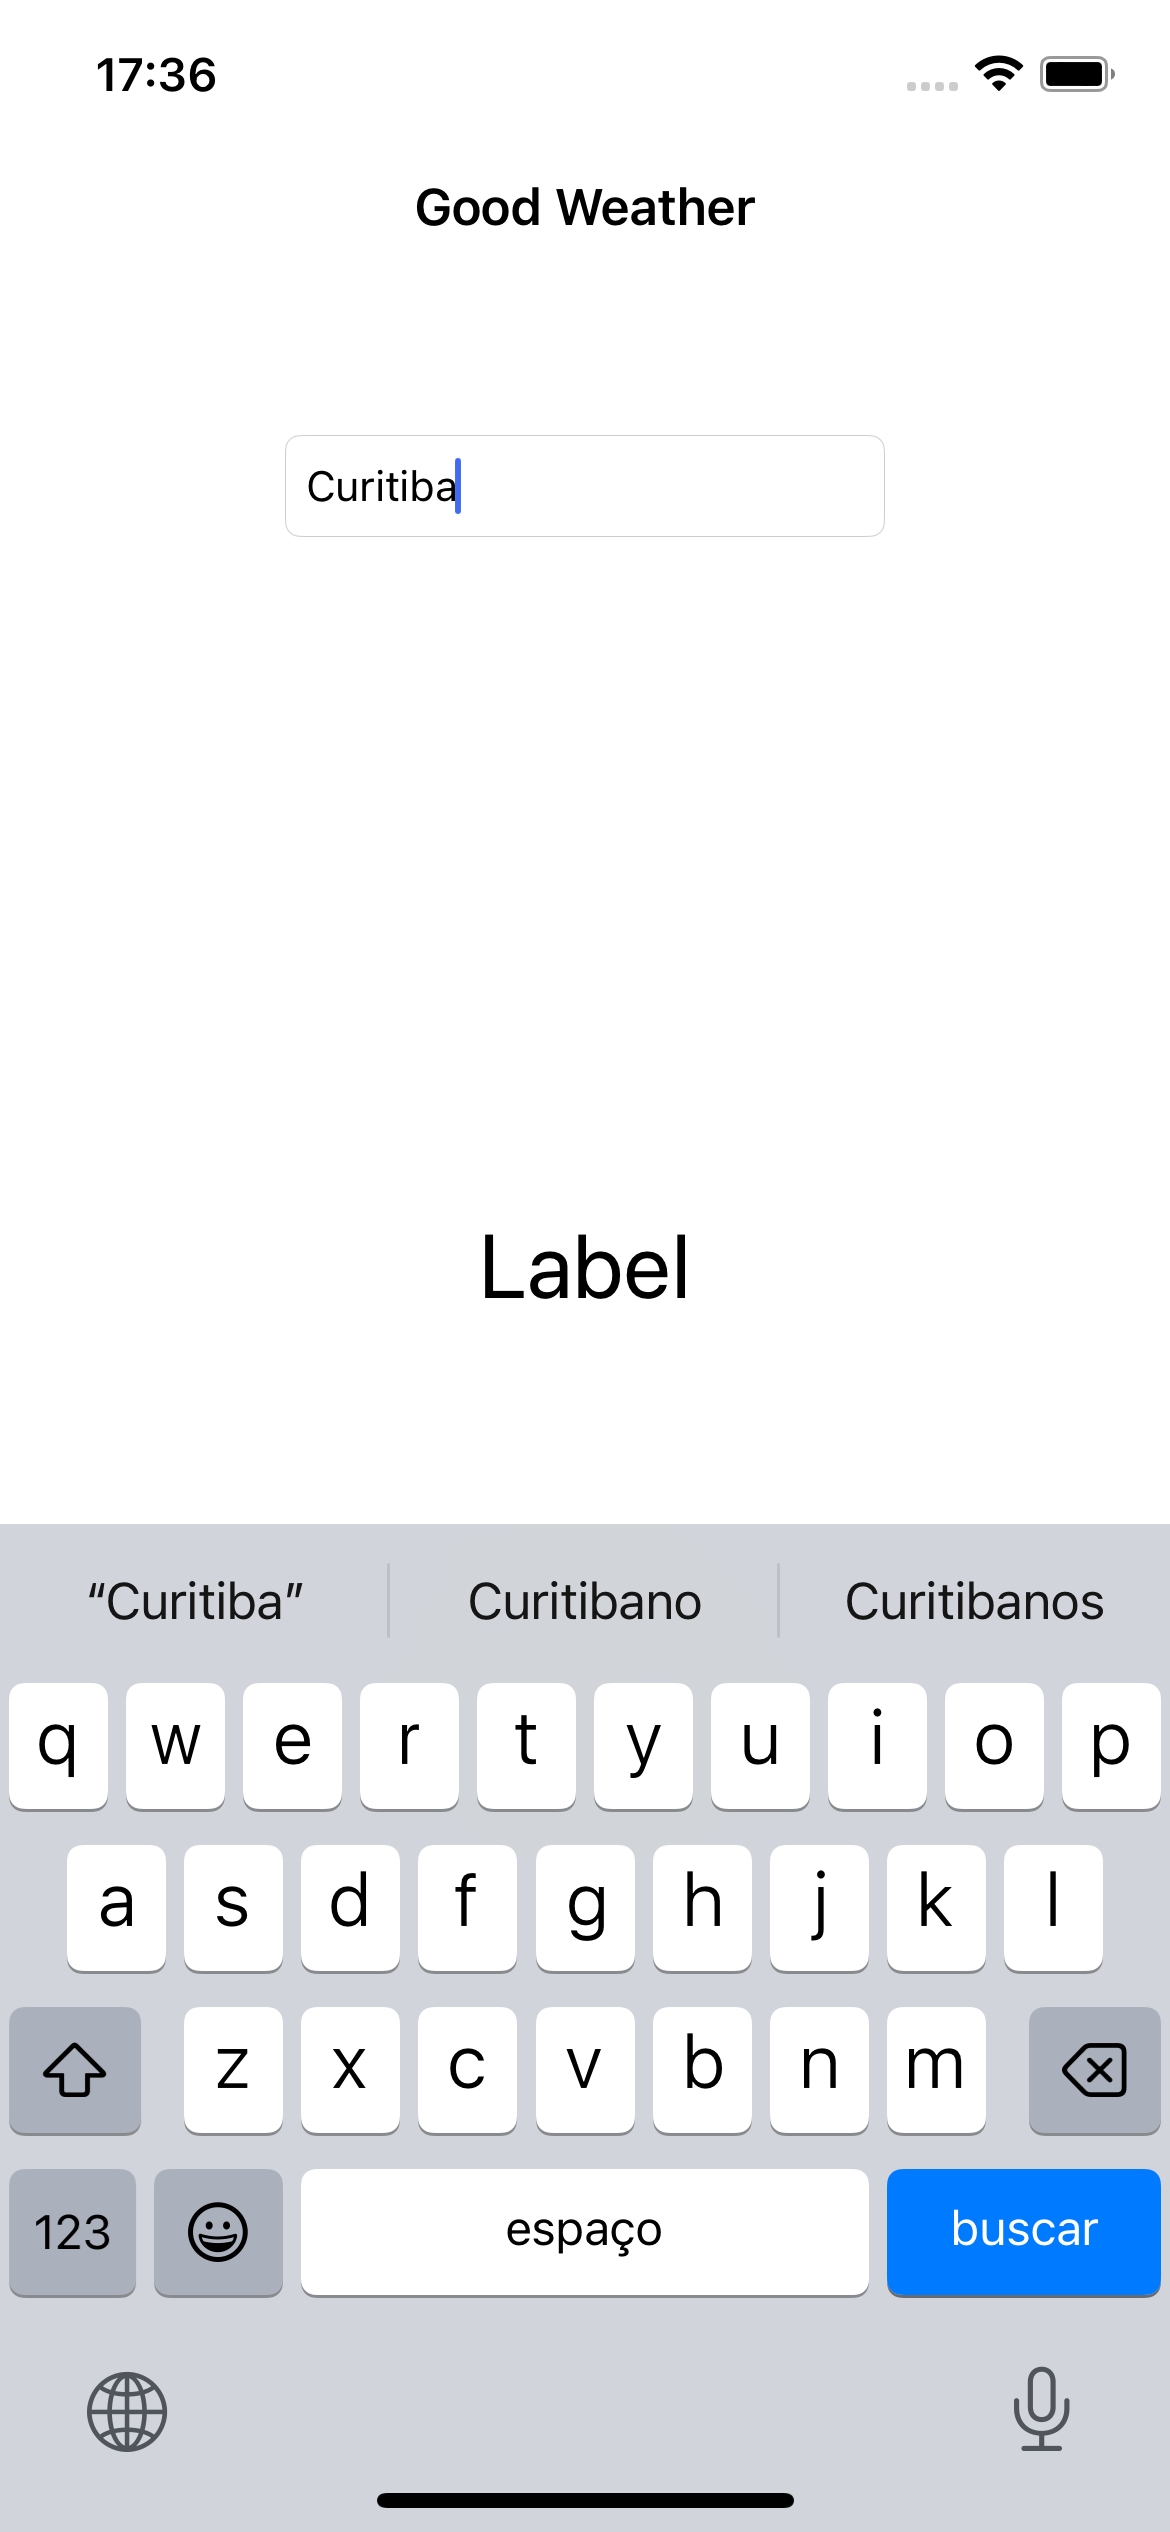 17:36
Good Weather
Curitiba
Label
“Curitiba” Curitibano Curitibanos
q w e r t y u i o p
a s d f g h j k l
z x c v b n m
123 espaço buscar